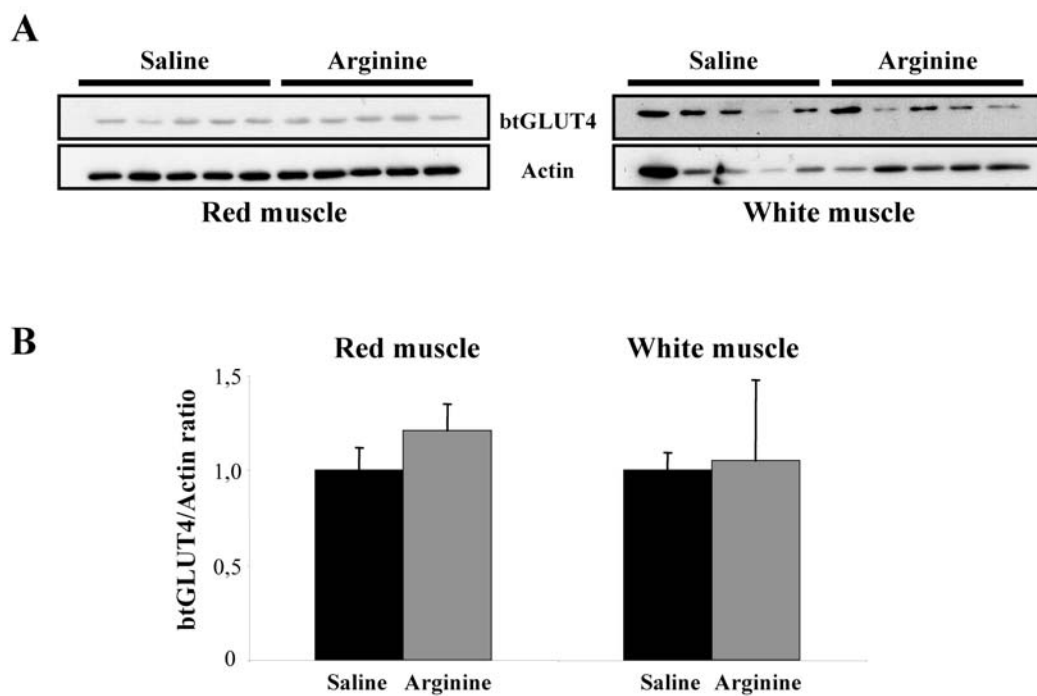 A
Saline Arginine
Saline Arginine
btGLUT4
Actin
Red muscle
White muscle
B
Red muscle
White muscle
btGLUT4/Actin ratio
1,5
1,0
0,5
0
Saline Arginine
Saline Arginine